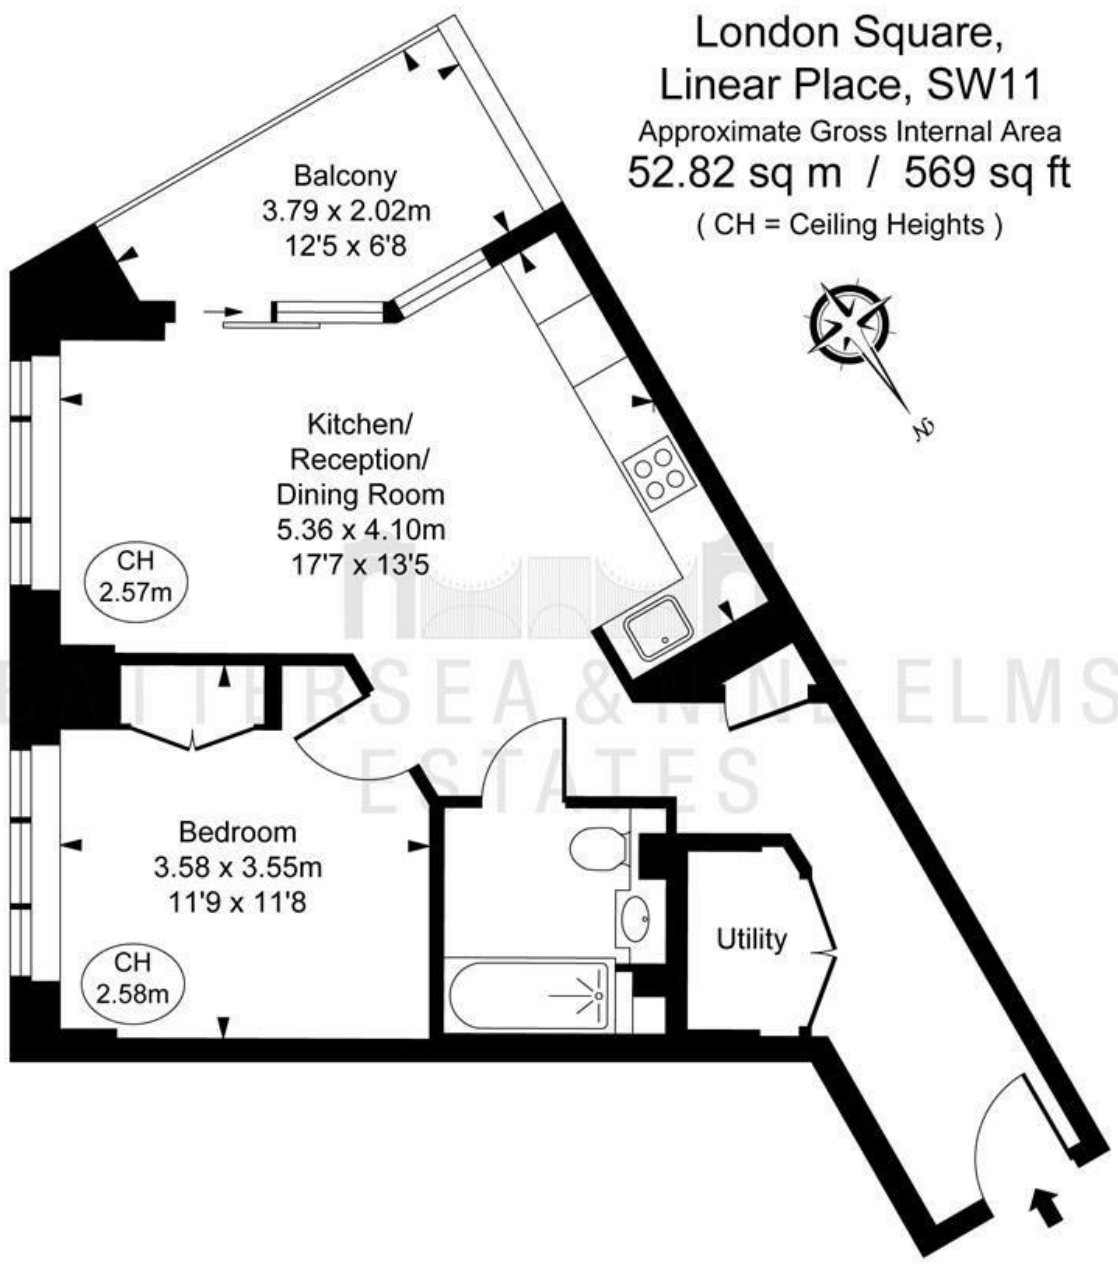 London Square,
Linear Place, SW11
Approximate Gross Internal Area
52.82 sq m / 569 sq ft
( CH = Ceiling Heights )
Balcony
3.79 x 2.02m
12'5 x 6'8
N
Kitchen/
Reception/
Dining Room
5.36 x 4.10m
17'7 x 13'5
CH
2.57m
BATTERSEA & NINE ELMS
ESTATES
Bedroom
3.58 x 3.55m
11'9 x 11'8
Utility
CH
2.58m